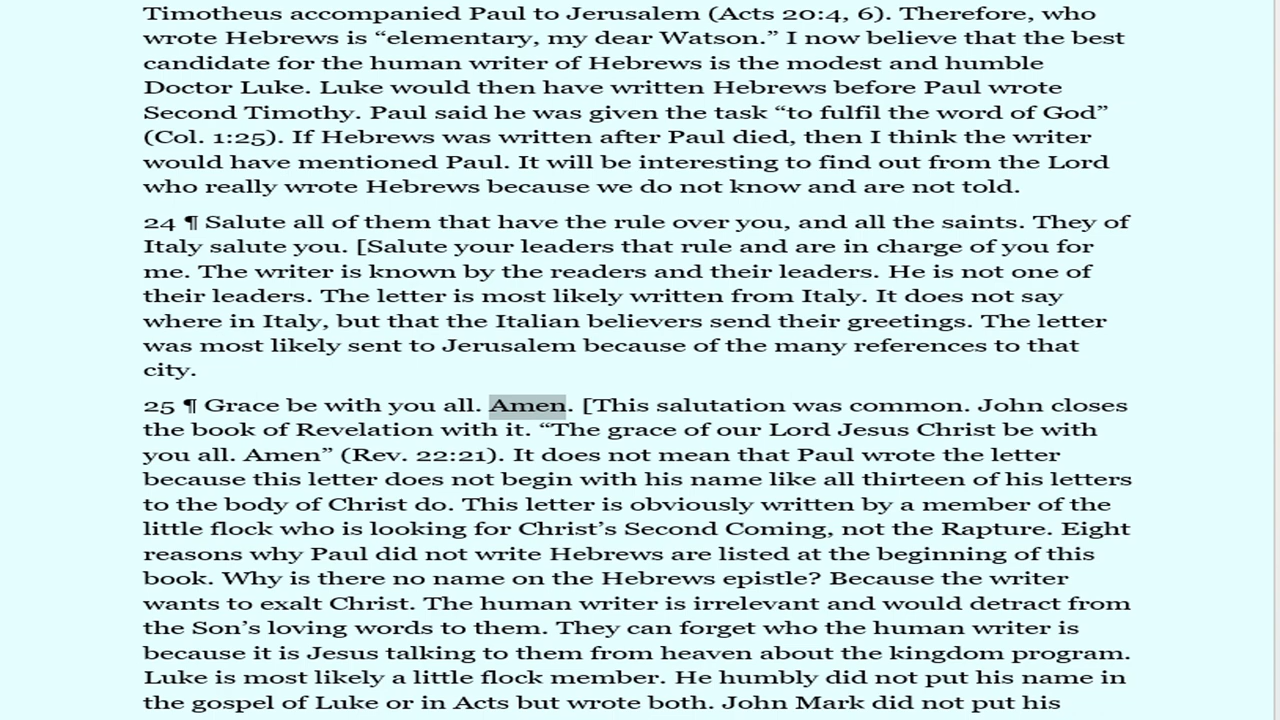 Timotheus accompanied Paul to Jerusalem (Acts 20:4, 6). Therefore, who
wrote Hebrews is “elementary, my dear Watson.” I now believe that the best
candidate for the human writer of Hebrews is the modest and humble
Doctor Luke. Luke would then have written Hebrews before Paul wrote
Second Timothy. Paul said he was given the task “to fulfil the word of God”
(Col. 1:25). If Hebrews was written after Paul died, then I think the writer
would have mentioned Paul. It will be interesting to find out from the Lord
who really wrote Hebrews because we do not know and are not told.
24 ¶ Salute all of them that have the rule over you, and all the saints. They of
Italy salute you. [Salute your leaders that rule and are in charge of you for
me. The writer is known by the readers and their leaders. He is not one of
their leaders. The letter is most likely written from Italy. It does not say
where in Italy, but that the Italian believers send their greetings. The letter
was most likely sent to Jerusalem because of the many references to that
city.
25 ¶ Grace be with you all. Amen. [This salutation was common. John closes
the book of Revelation with it. “The grace of our Lord Jesus Christ be with
you all. Amen” (Rev. 22:21). It does not mean that Paul wrote the letter
because this letter does not begin with his name like all thirteen of his letters
to the body of Christ do. This letter is obviously written by a member of the
little flock who is looking for Christ’s Second Coming, not the Rapture. Eight
reasons why Paul did not write Hebrews are listed at the beginning of this
book. Why is there no name on the Hebrews epistle? Because the writer
wants to exalt Christ. The human writer is irrelevant and would detract from
the Son’s loving words to them. They can forget who the human writer is
because it is Jesus talking to them from heaven about the kingdom program.
Luke is most likely a little flock member. He humbly did not put his name in
the gospel of Luke or in Acts but wrote both. John Mark did not put his